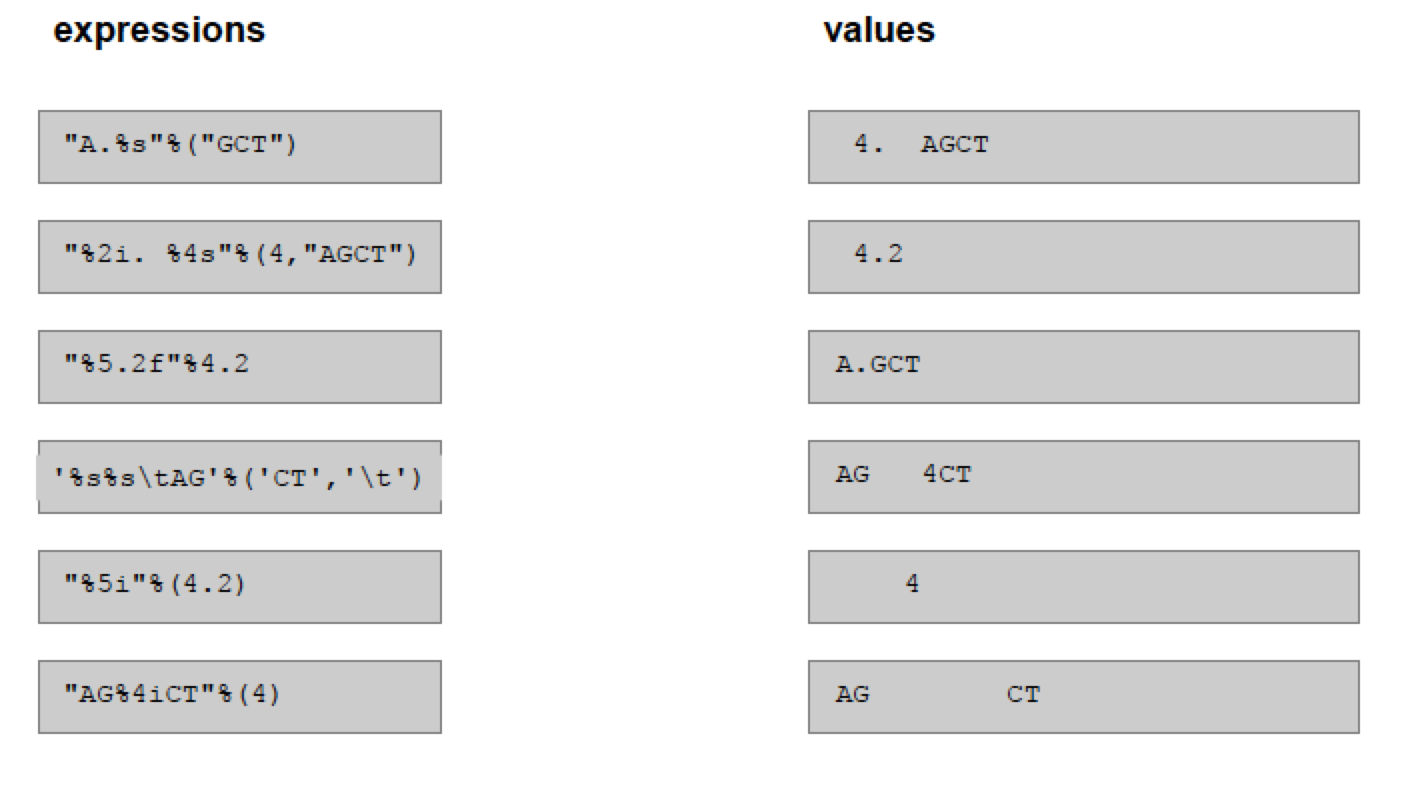 expressions values
"A.%s"%("GCT")  4.  AGCT
"%2i. %4s"%(4,"AGCT")  4.2
"%5.2f"%4.2 A.GCT
'%s%s\tAG'%('CT','\t') AG   4CT
"%5i"%(4.2)     4
"AG%4iCT"%(4) AG        CT